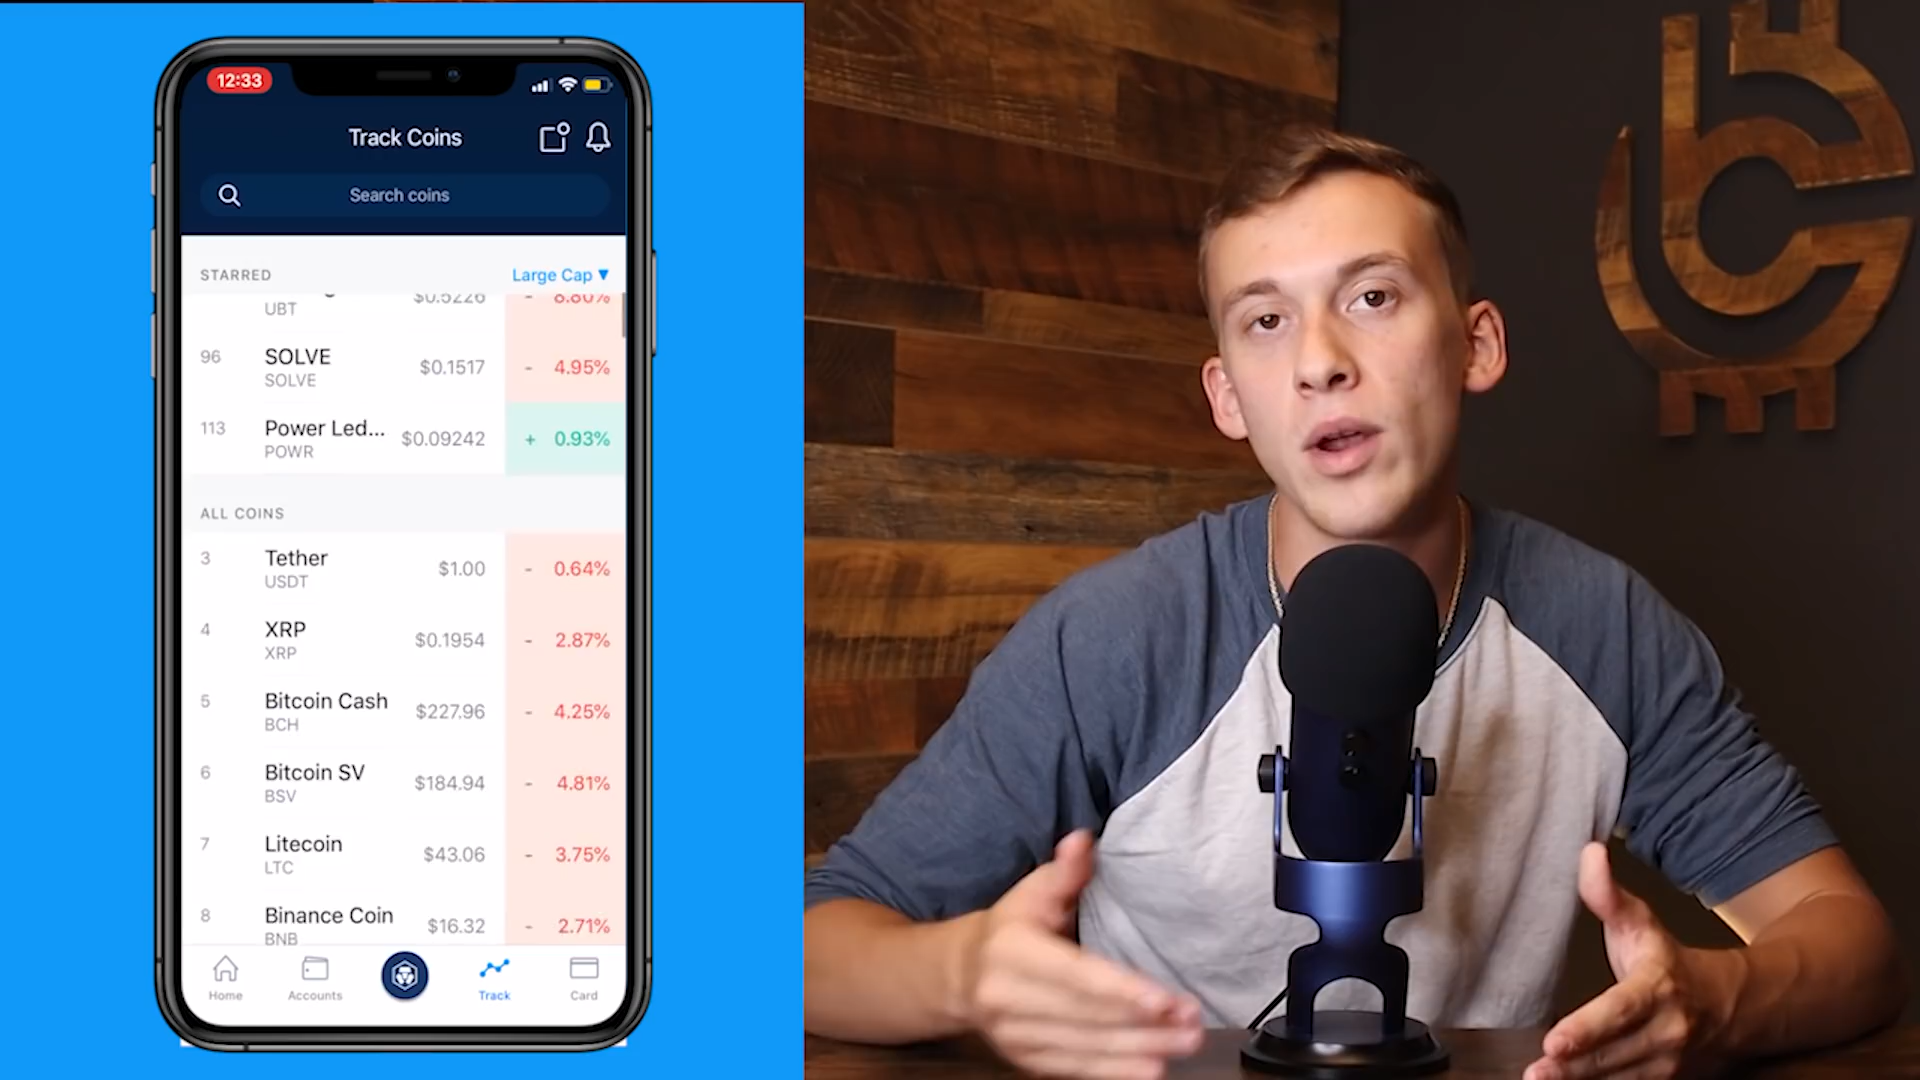 12:33
Track Coins
Search coins
STARRED Large Cap ▼
UBT $0.5226 - 8.80%
96 SOLVE $0.1517 - 4.95%
SOLVE
113 Power Led... $0.09242 + 0.93%
POWR
ALL COINS
3 Tether $1.00 - 0.64%
USDT
4 XRP $0.1954 - 2.87%
XRP
5 Bitcoin Cash $227.96 - 4.25%
BCH
6 Bitcoin SV $184.94 - 4.81%
BSV
7 Litecoin $43.06 - 3.75%
LTC
8 Binance Coin $16.32 - 2.71%
BNB
Home Accounts Track Card